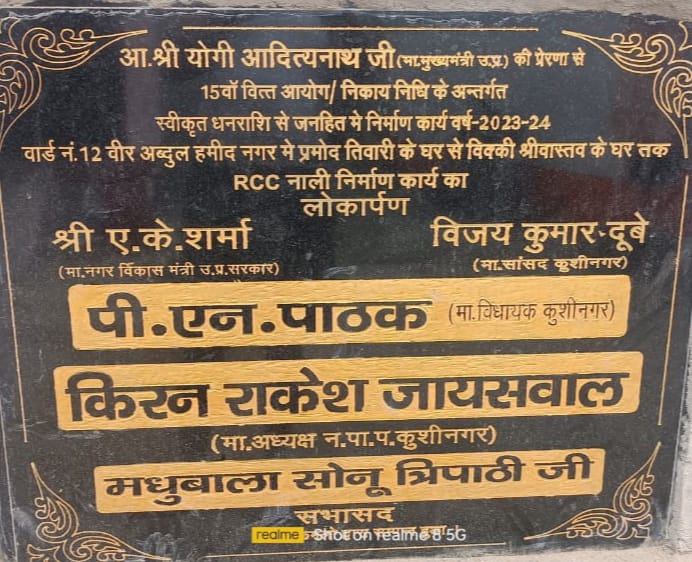 आ.श्री योगी आदित्यनाथ जी(मा.मुख्यमंत्री उ.प्र.) की प्रेरणा से
15वॉ वित्त आयोग/ निकाय निधि के अन्तर्गत
स्वीकृत धनराशि से जनहित मे निर्माण कार्य वर्ष-2023-24
वार्ड नं.12 वीर अब्दुल हमीद नगर मे प्रमोद तिवारी के घर से विक्की श्रीवास्तव के घर तक
RCC नाली निर्माण कार्य का
लोकार्पण
श्री ए.के.शर्मा विजय कुमार दूबे
(मा.नगर विकास मंत्री उ.प्र.सरकार) (मा.सांसद कुशीनगर)
पी.एन.पाठक (मा.विधायक कुशीनगर)
किरन राकेश जायसवाल
(मा.अध्यक्ष न.पा.प.कुशीनगर)
मधुबाला सोनू त्रिपाठी जी
सभासद
realme Shot on realme 8 5G